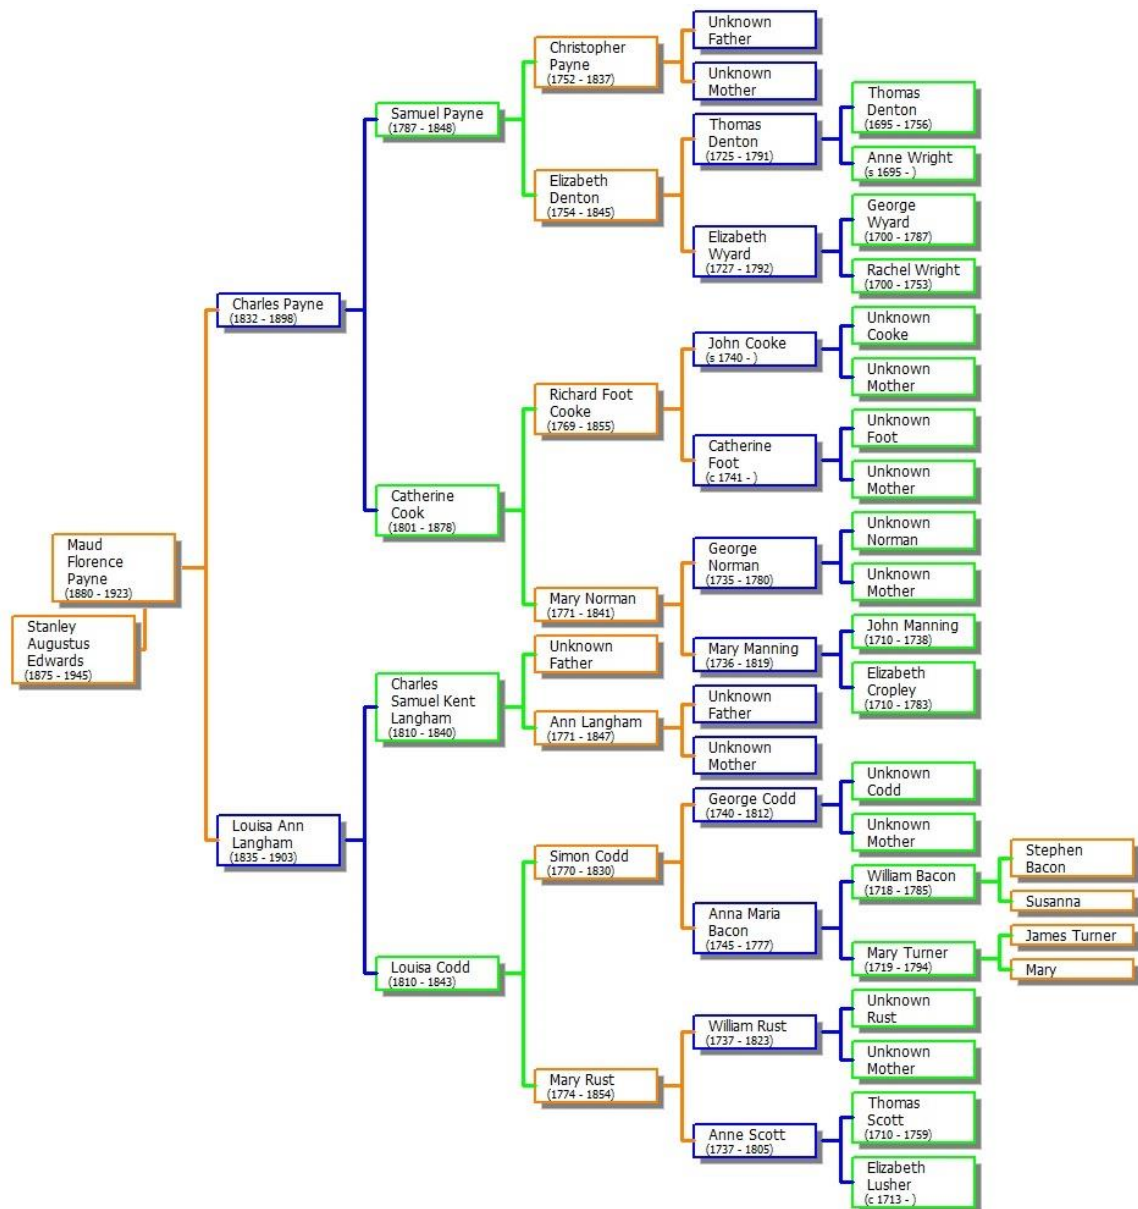 Maud
Florence
Payne
(1880 - 1923)
Stanley
Augustus
Edwards
(1875 - 1945)
Charles Payne
(1832 - 1898)
Louisa Ann
Langham
(1835 - 1903)
Samuel Payne
(1787 - 1848)
Catherine
Cook
(1801 - 1878)
Charles
Samuel Kent
Langham
(1810 - 1840)
Louisa Codd
(1810 - 1843)
Christopher
Payne
(1752 - 1837)
Elizabeth
Denton
(1754 - 1845)
Richard Foot
Cooke
(1769 - 1855)
Mary Norman
(1771 - 1841)
Unknown
Father
Ann Langham
(1771 - 1847)
Simon Codd
(1770 - 1830)
Mary Rust
(1774 - 1854)
Unknown
Father
Unknown
Mother
Thomas
Denton
(1725 - 1791)
Elizabeth
Wyard
(1727 - 1792)
John Cooke
(s 1740 - )
Catherine
Foot
(c 1741 - )
George
Norman
(1735 - 1780)
Mary Manning
(1736 - 1819)
Unknown
Father
Unknown
Mother
George Codd
(1740 - 1812)
Anna Maria
Bacon
(1745 - 1777)
William Rust
(1737 - 1823)
Anne Scott
(1737 - 1805)
Thomas
Denton
(1695 - 1756)
Anne Wright
(s 1695 - )
George
Wyard
(1700 - 1787)
Rachel Wright
(1700 - 1753)
Unknown
Cooke
Unknown
Mother
Unknown
Foot
Unknown
Mother
Unknown
Norman
Unknown
Mother
John Manning
(1710 - 1738)
Elizabeth
Cropley
(1710 - 1783)
Unknown
Codd
Unknown
Mother
William Bacon
(1718 - 1785)
Mary Turner
(1719 - 1794)
Unknown
Rust
Unknown
Mother
Thomas
Scott
(1710 - 1759)
Elizabeth
Lusher
(c 1713 - )
Stephen
Bacon
Susanna
James Turner
Mary